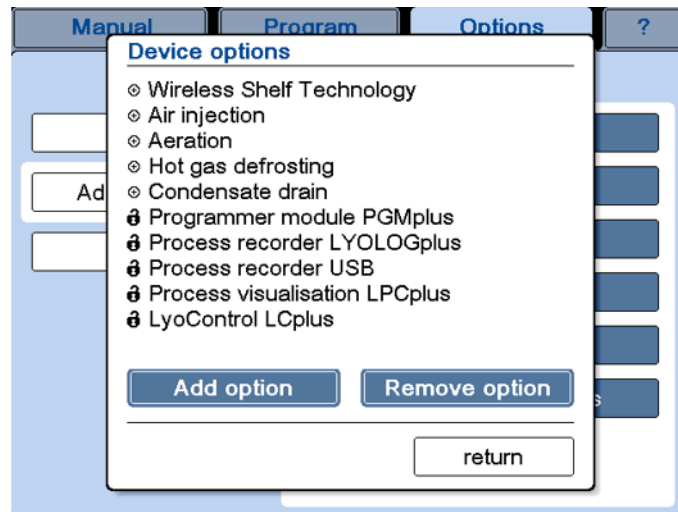 Manual Program Options ?
Device options
Wireless Shelf Technology
Air injection
Aeration
Hot gas defrosting
Condensate drain
Programmer module PGMplus
Process recorder LYOLOGplus
Process recorder USB
Process visualisation LPCplus
LyoControl LCplus
Ad
Add option Remove option
s
return